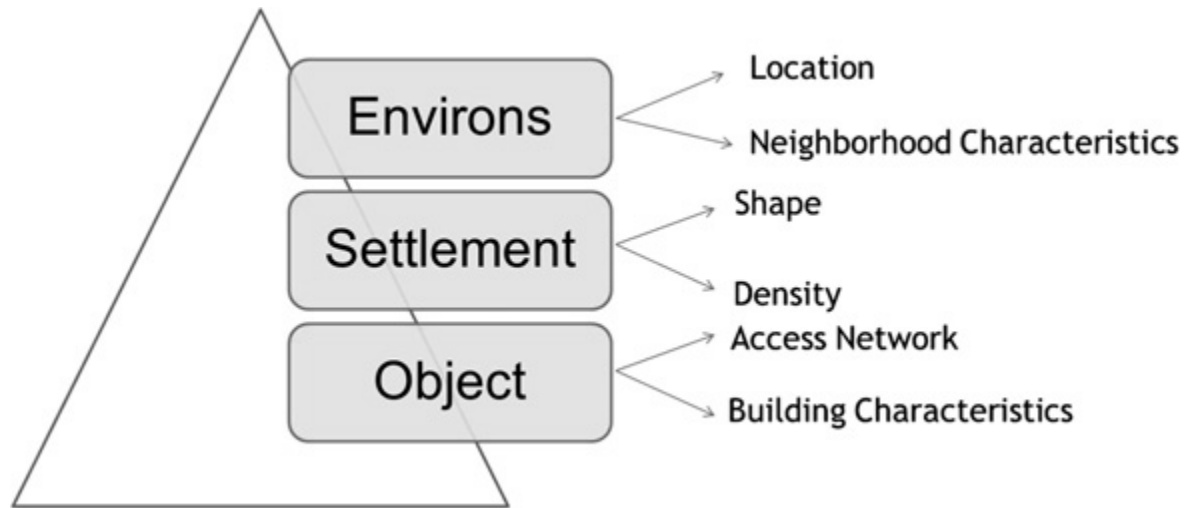 Environs
Location
Neighborhood Characteristics
Settlement
Shape
Density
Object
Access Network
Building Characteristics